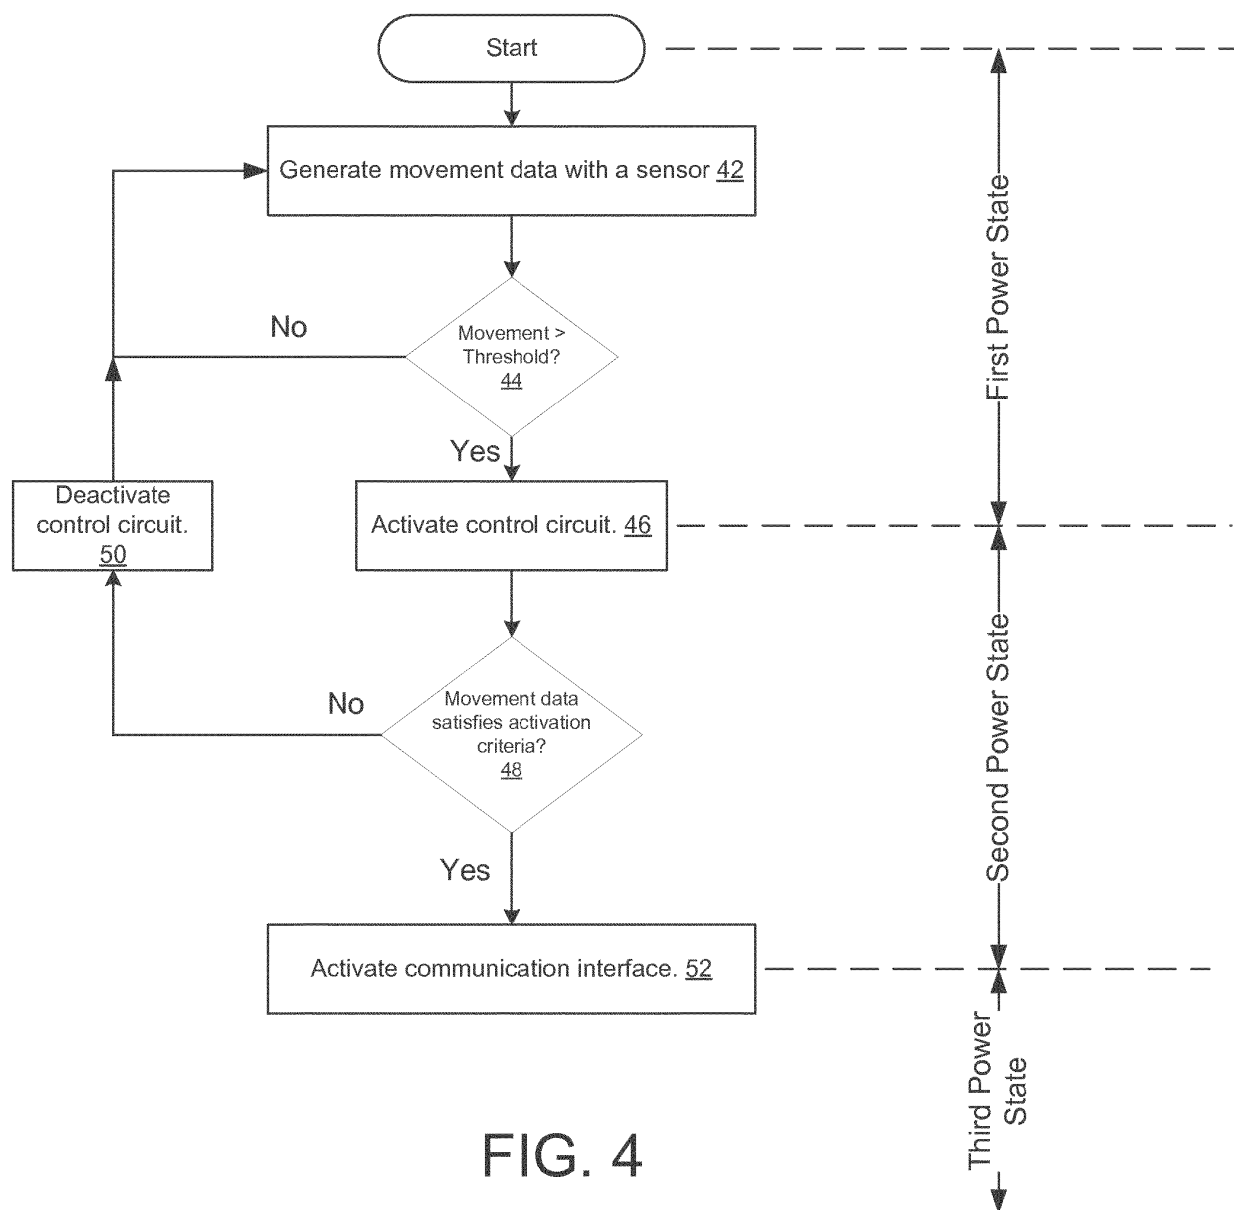 Start
Generate movement data with a sensor 42
No
Movement >
Threshold?
44
Yes
Deactivate
control circuit.
50
Activate control circuit. 46
No
Movement data
satisfies activation
criteria?
48
Yes
Activate communication interface. 52
First Power State
Second Power State
Third Power
State
FIG. 4